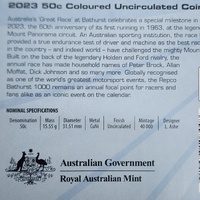 2023 50c Coloured Uncirculated Coin
Australia's 'Great Race' at Bathurst celebrates a special milestone in
2023, the 60th anniversary of its first running in 1963, at the legendary
Mount Panorama circuit. An Australian sporting institution, the race
provided a true endurance test of driver and machine as the best racers
in the country – and indeed world – have challenged the mighty Mount.
Built on the back of the legendary Holden and Ford rivalry, the
annual race has made household names of Peter Brock, Allan
Moffat, Dick Johnson and so many more. Globally recognised
as one of the world's greatest motorsport events, the Repco
Bathurst 1000 remains an annual focal point for racers and
fans alike as an iconic event on the calendar.
NOMINAL SPECIFICATIONS
Denomination Mass Diameter Metal Finish Mintage Designer
50c 15.55 g 31.51 mm CuNi Uncirculated 40 000 J. Ashe
Australian Government
Royal Australian Mint